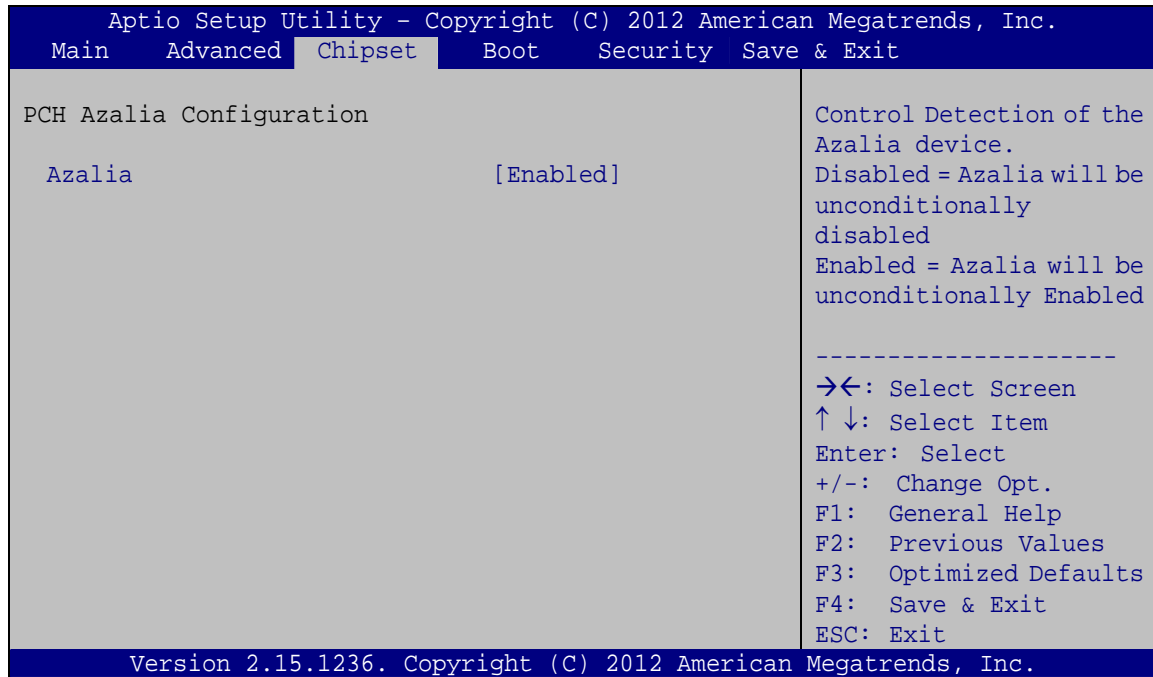 Aptio Setup Utility – Copyright (C) 2012 American Megatrends, Inc.
Main Advanced Chipset Boot Security Save & Exit
PCH Azalia Configuration
Azalia [Enabled]
Control Detection of the
Azalia device.
Disabled = Azalia will be
unconditionally
disabled
Enabled = Azalia will be
unconditionally Enabled
---------------------
→←: Select Screen
↑ ↓: Select Item
Enter: Select
+/-: Change Opt.
F1: General Help
F2: Previous Values
F3: Optimized Defaults
F4: Save & Exit
ESC: Exit
Version 2.15.1236. Copyright (C) 2012 American Megatrends, Inc.